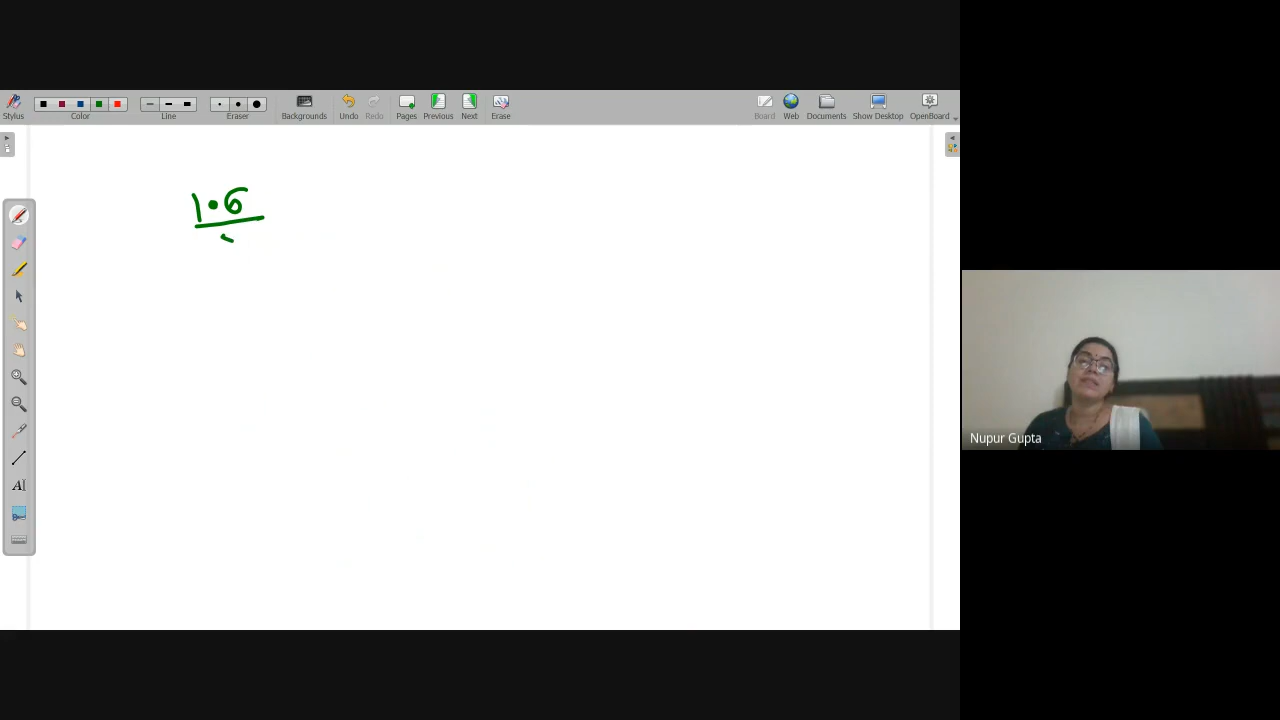 Stylus Color Line Eraser Backgrounds Undo Redo Pages Previous Next Erase Board Web Documents Show Desktop OpenBoard
1.6
Nupur Gupta